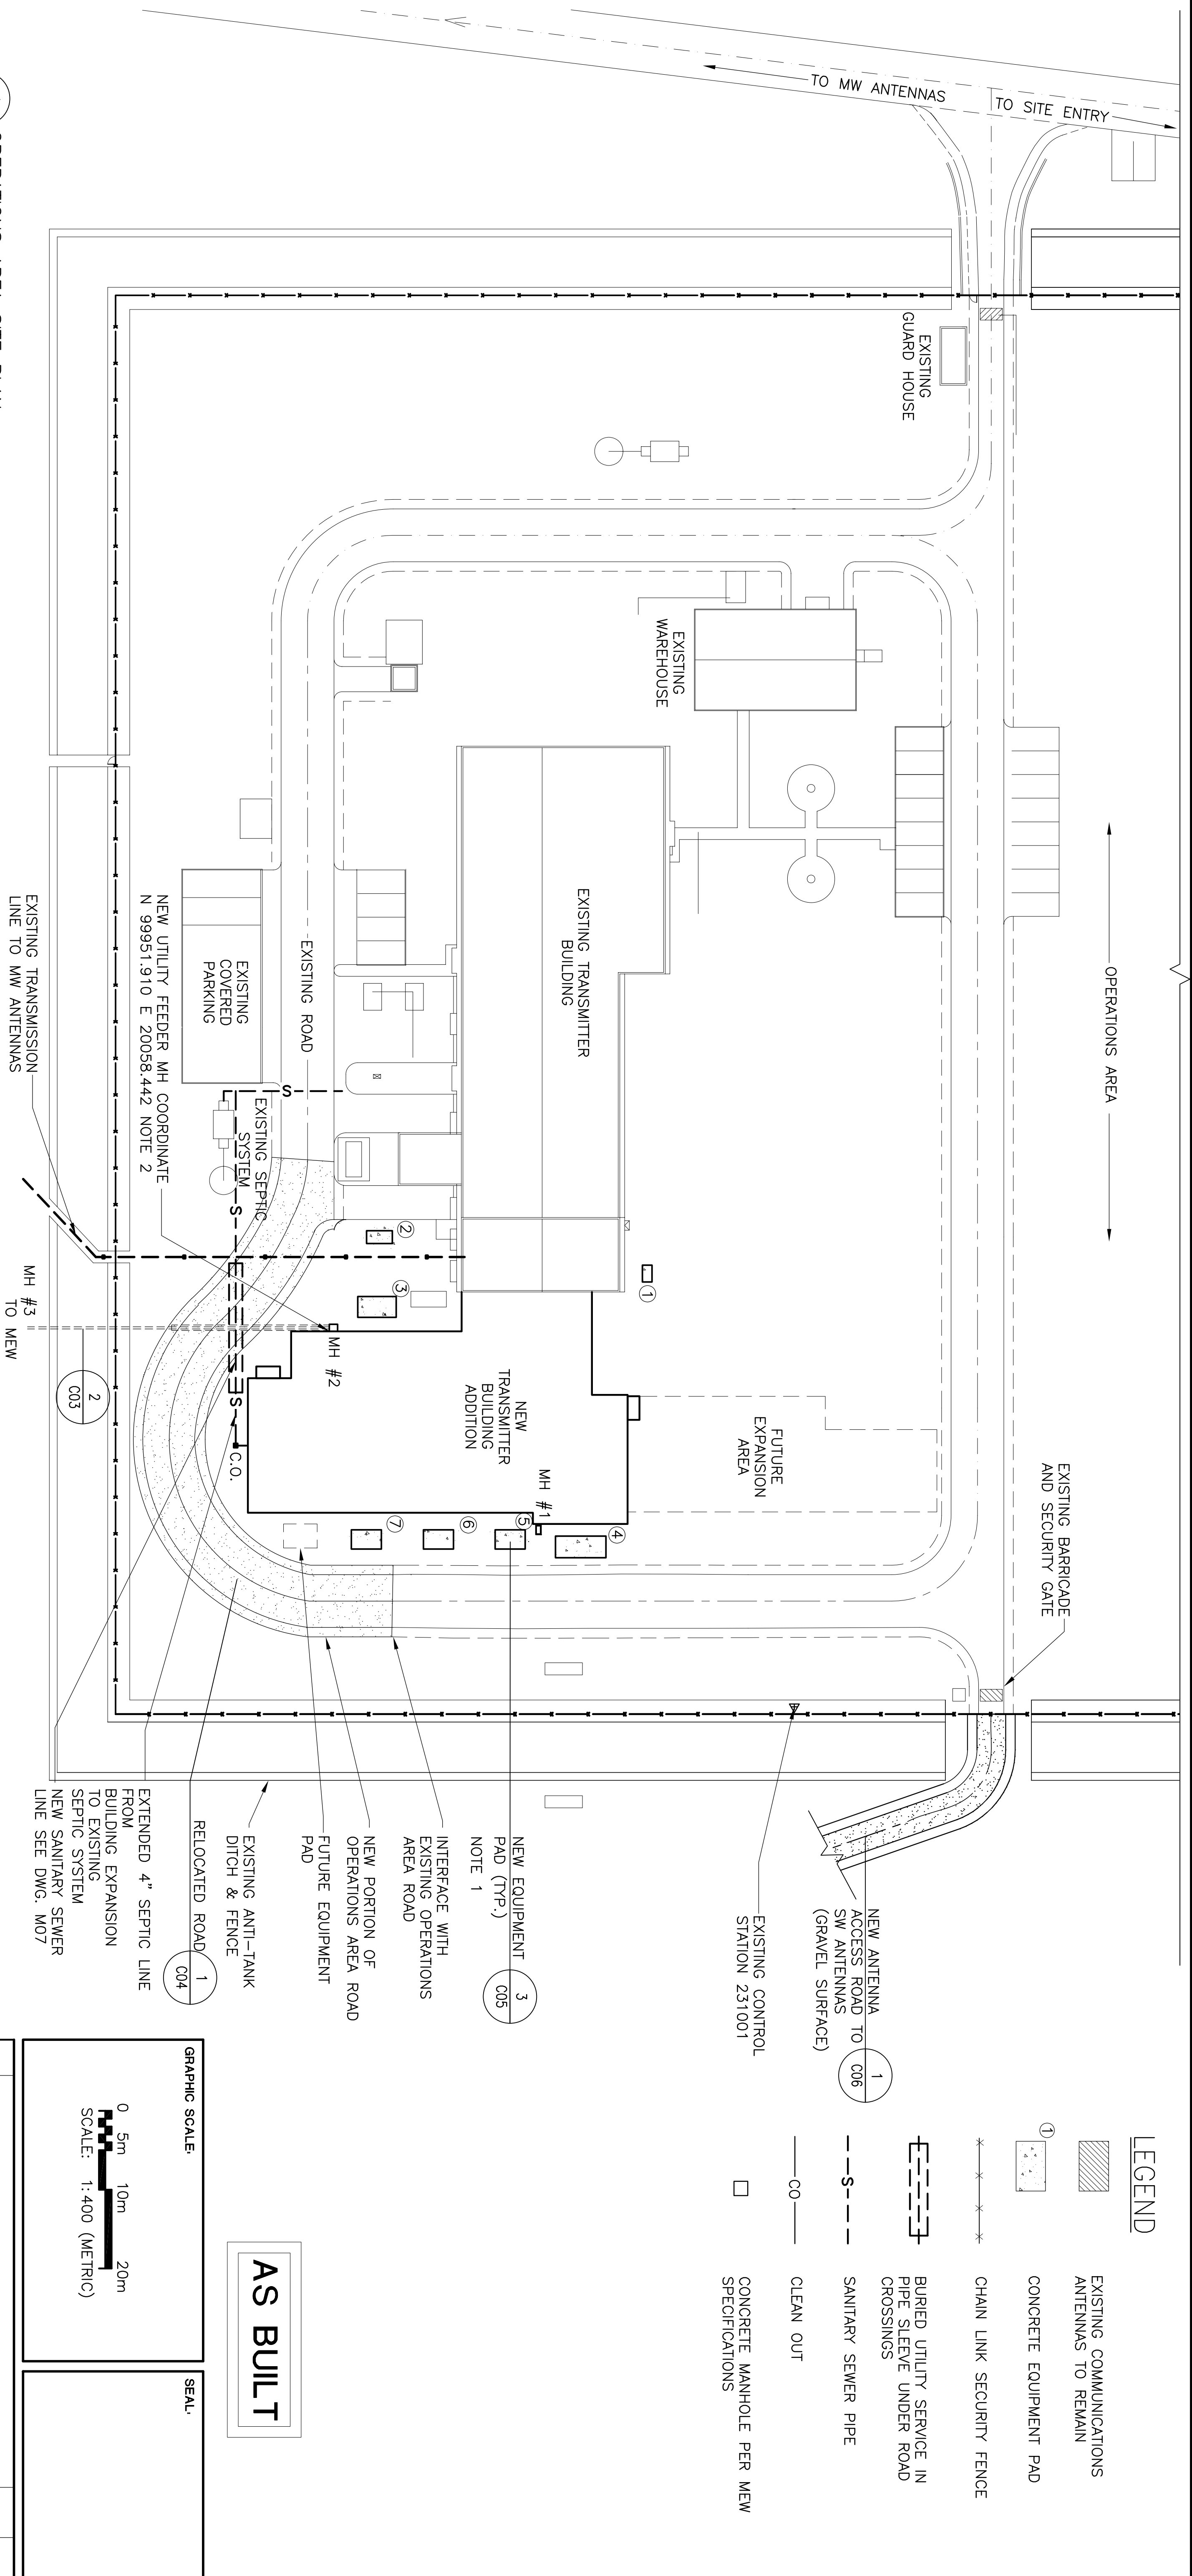 TO MW ANTENNAS
TO SITE ENTRY
EXISTING
GUARD HOUSE
EXISTING
WAREHOUSE
OPERATIONS AREA
EXISTING TRANSMITTER
BUILDING
EXISTING ROAD
EXISTING
COVERED
PARKING
NEW UTILITY FEEDER MH COORDINATE
N 99951.910 E 20058.442 NOTE 2
EXISTING TRANSMISSION
LINE TO MW ANTENNAS
S
EXISTING SEPTIC
SYSTEM
S
MH #3
TO MEW
2
C03
1
2
3
MH #2
S
C.O.
NEW
TRANSMITTER
BUILDING
ADDITION
FUTURE
EXPANSION
AREA
MH #1
4
5
6
7
EXISTING BARRICADE
AND SECURITY GATE
NEW ANTENNA
ACCESS ROAD TO
SW ANTENNAS
(GRAVEL SURFACE)
1
C06
EXISTING CONTROL
STATION 231001
NEW EQUIPMENT
PAD (TYP.)
NOTE 1
3
C05
INTERFACE WITH
EXISTING OPERATIONS
AREA ROAD
NEW PORTION OF
OPERATIONS AREA ROAD
FUTURE EQUIPMENT
PAD
EXISTING ANTI-TANK
DITCH & FENCE
RELOCATED ROAD
1
C04
EXTENDED 4" SEPTIC LINE
FROM
BUILDING EXPANSION
TO EXISTING
SEPTIC SYSTEM
NEW SANITARY SEWER
LINE SEE DWG. M07
LEGEND
EXISTING COMMUNICATIONS
ANTENNAS TO REMAIN
1
CONCRETE EQUIPMENT PAD
CHAIN LINK SECURITY FENCE
BURIED UTILITY SERVICE IN
PIPE SLEEVE UNDER ROAD
CROSSINGS
S
SANITARY SEWER PIPE
CO
CLEAN OUT
CONCRETE MANHOLE PER MEW
SPECIFICATIONS
AS BUILT
GRAPHIC SCALE:
0 5m 10m 20m
SCALE: 1:400 (METRIC)
SEAL: